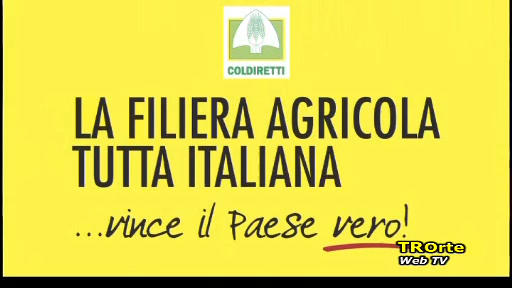 COLDIRETTI
LA FILIERA AGRICOLA
TUTTA ITALIANA
...vince il Paese vero!
TROrte
Web TV